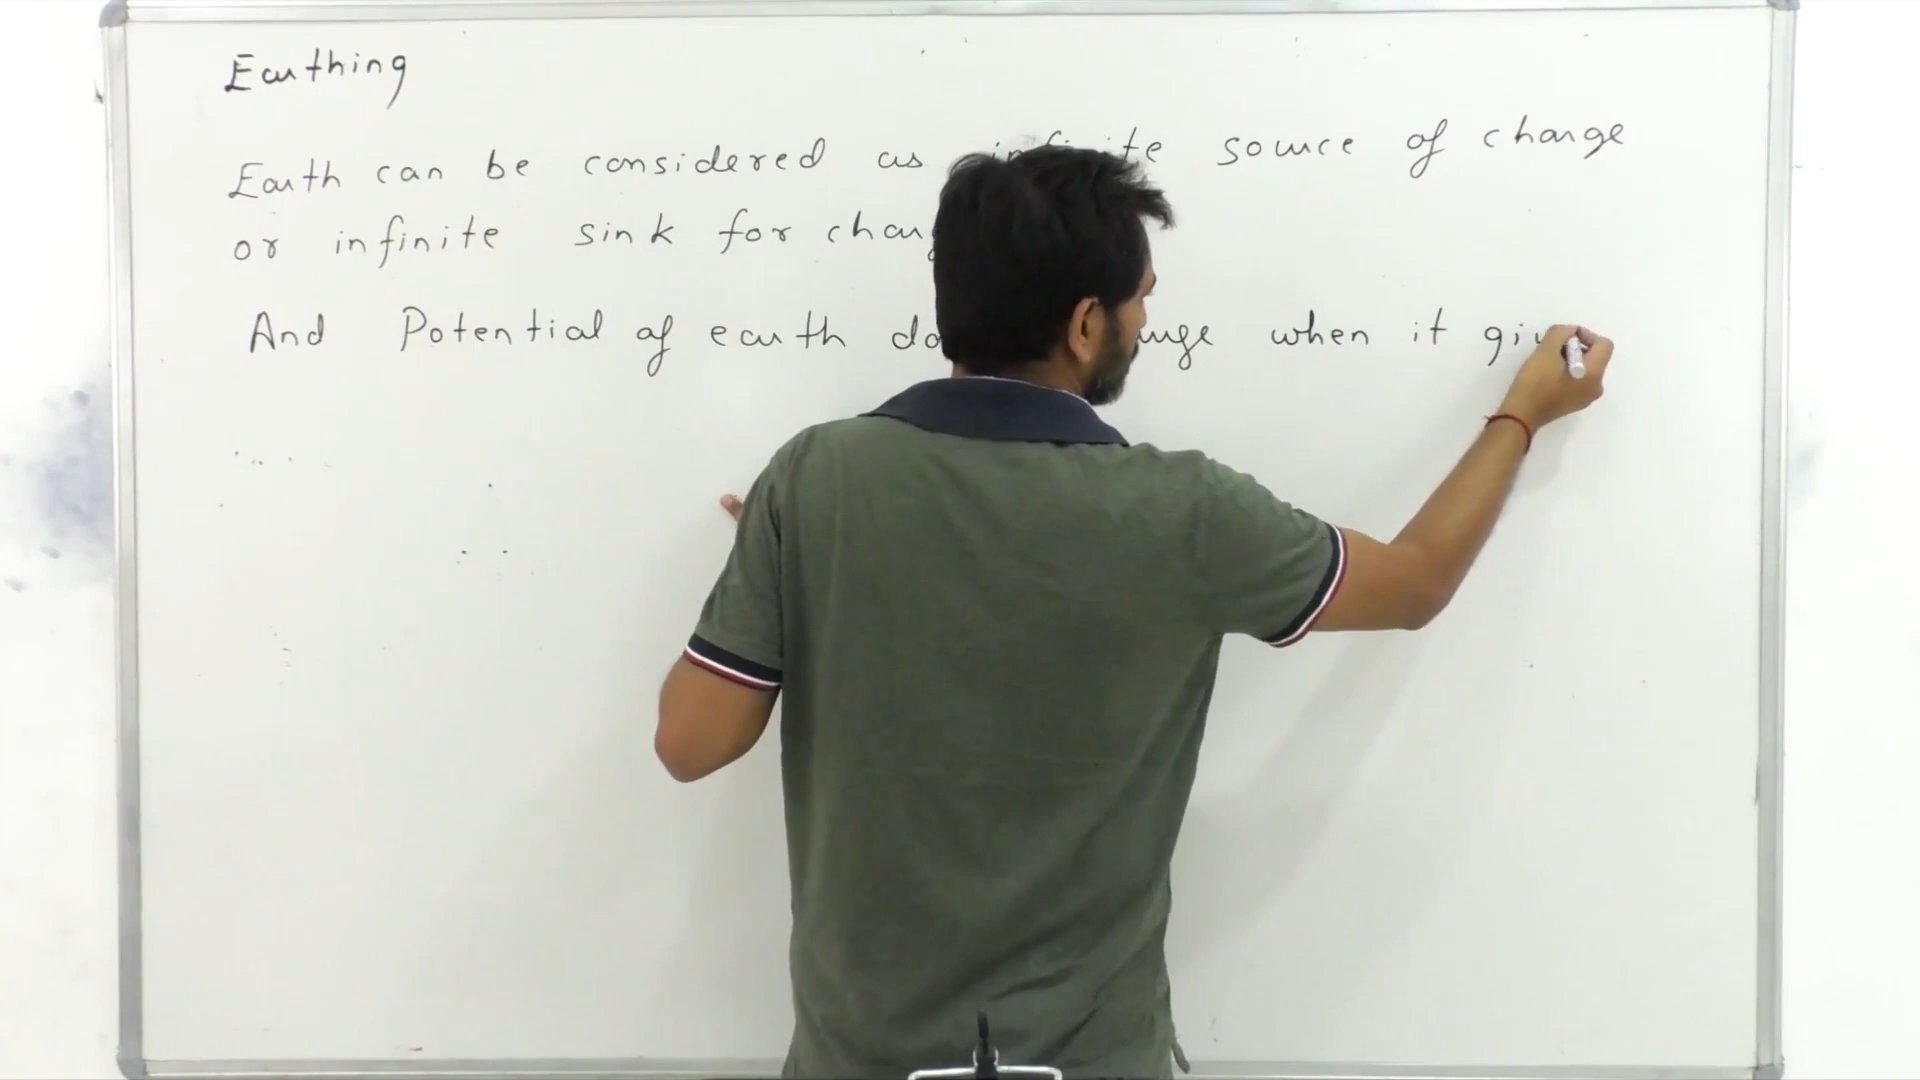 Earthing
Earth can be considered as infinite source of charge
or infinite sink for
And Potential of earth when it